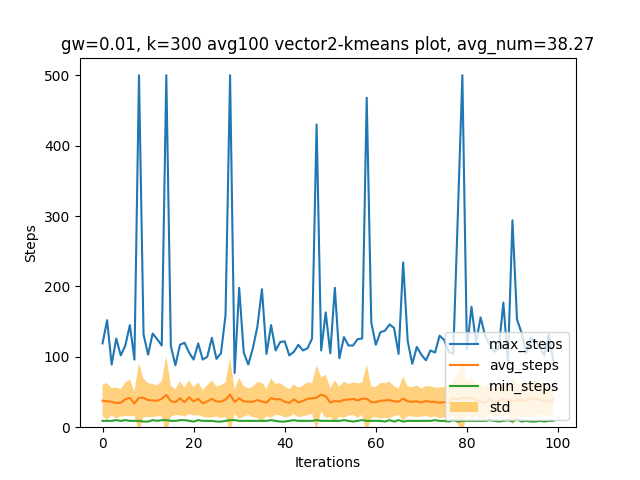 gw=0.01, k=300 avg100 vector2-kmeans plot, avg_num=38.27
500
400
300
200
100
0
Steps
0
20
40
60
80
100
Iterations
max_steps
avg_steps
min_steps
std